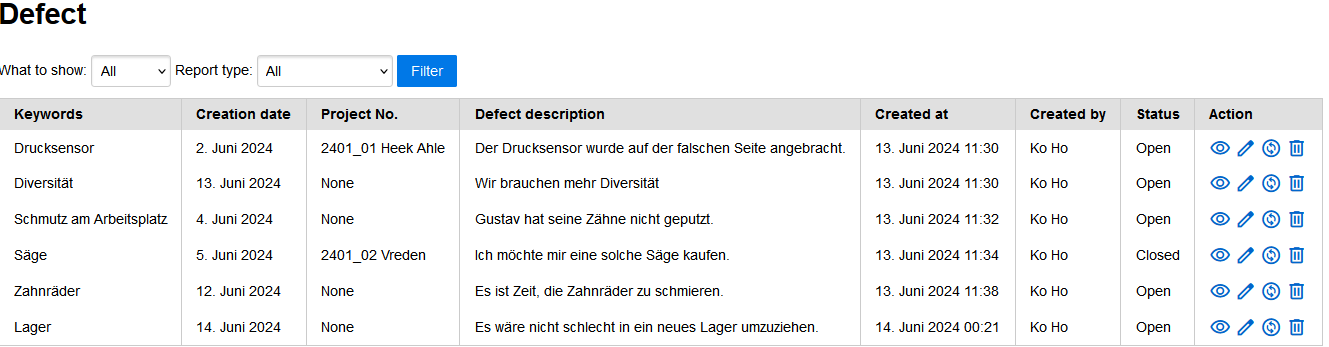 Defect
What to show: All Report type: All Filter
Keywords Creation date Project No. Defect description Created at Created by Status Action
Drucksensor 2. Juni 2024 2401_01 Heek Ahle Der Drucksensor wurde auf der falschen Seite angebracht. 13. Juni 2024 11:30 Ko Ho Open
Diversität 13. Juni 2024 None Wir brauchen mehr Diversität 13. Juni 2024 11:30 Ko Ho Open
Schmutz am Arbeitsplatz 4. Juni 2024 None Gustav hat seine Zähne nicht geputzt. 13. Juni 2024 11:32 Ko Ho Open
Säge 5. Juni 2024 2401_02 Vreden Ich möchte mir eine solche Säge kaufen. 13. Juni 2024 11:34 Ko Ho Closed
Zahnräder 12. Juni 2024 None Es ist Zeit, die Zahnräder zu schmieren. 13. Juni 2024 11:38 Ko Ho Open
Lager 14. Juni 2024 None Es wäre nicht schlecht in ein neues Lager umzuziehen. 14. Juni 2024 00:21 Ko Ho Open